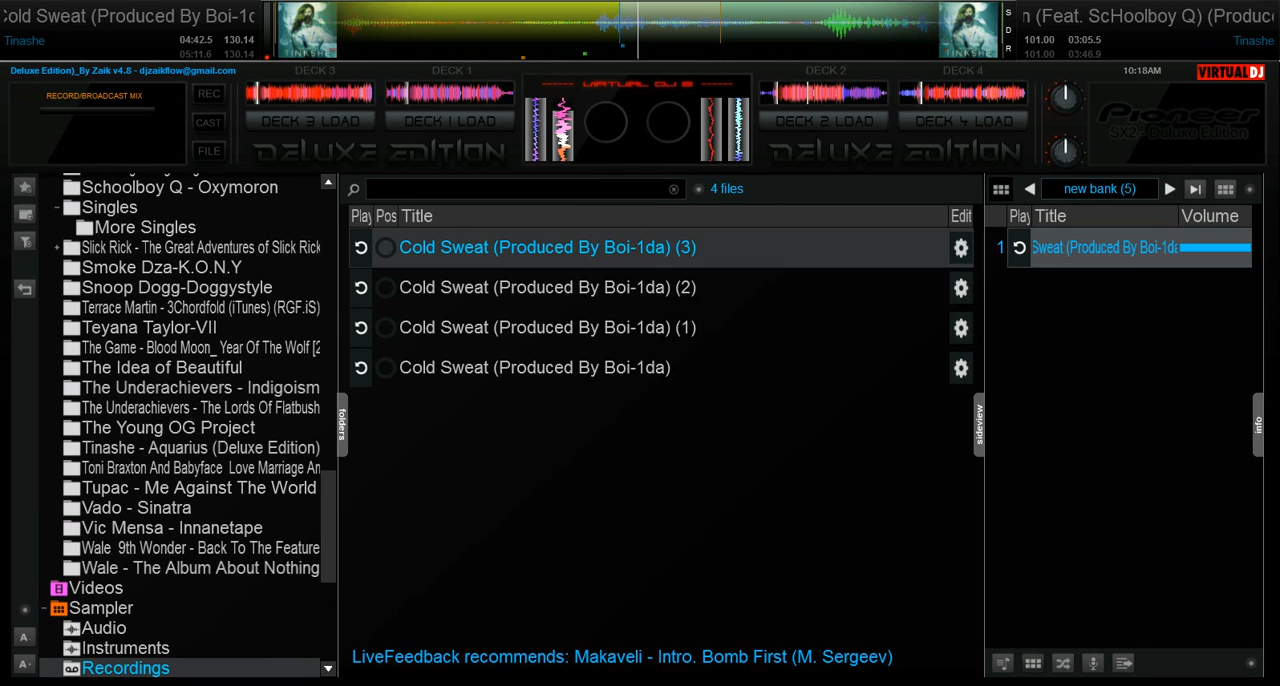 Cold Sweat (Produced By Boi-1dc
Tinashe
04:42.5 130.14
05:11.6 130.14
TINASHE
S
D
R
TINASHE
n (Feat. ScHoolboy Q) (Produc
101.00 03:05.5
Tinashe
101.00 03:46.9
Deluxe Edition)_By Zaik v4.8 - djzaikflow@gmail.com
RECORD/BROADCAST MIX
REC
CAST
FILE
DECK 3
DECK 1
DECK 3 LOAD
DECK 1 LOAD
DELUXE EDITION
VIRTUAL DJ 8
DECK 2
DECK 4
DECK 2 LOAD
DECK 4 LOAD
DELUXE EDITION
10:18AM
VIRTUALDJ
Pioneer
SX2 - Deluxe Edition
Schoolboy Q - Oxymoron
Singles
More Singles
Slick Rick - The Great Adventures of Slick Rick
Smoke Dza-K.O.N.Y
Snoop Dogg-Doggystyle
Terrace Martin - 3Chordfold (iTunes) (RGF.iS)
Teyana Taylor-VII
The Game - Blood Moon_ Year Of The Wolf [2
The Idea of Beautiful
The Underachievers - Indigoism
The Underachievers - The Lords Of Flatbush
The Young OG Project
Tinashe - Aquarius (Deluxe Edition)
Toni Braxton And Babyface Love Marriage An
Tupac - Me Against The World
Vado - Sinatra
Vic Mensa - Innanetape
Wale 9th Wonder - Back To The Feature
Wale - The Album About Nothing
Videos
Sampler
Audio
Instruments
Recordings
A
A
folders
4 files
Play Pos Title Edit
Cold Sweat (Produced By Boi-1da) (3)
Cold Sweat (Produced By Boi-1da) (2)
Cold Sweat (Produced By Boi-1da) (1)
Cold Sweat (Produced By Boi-1da)
LiveFeedback recommends: Makaveli - Intro. Bomb First (M. Sergeev)
sideview
new bank (5)
Play Title Volume
1 Sweat (Produced By Boi-1da
info